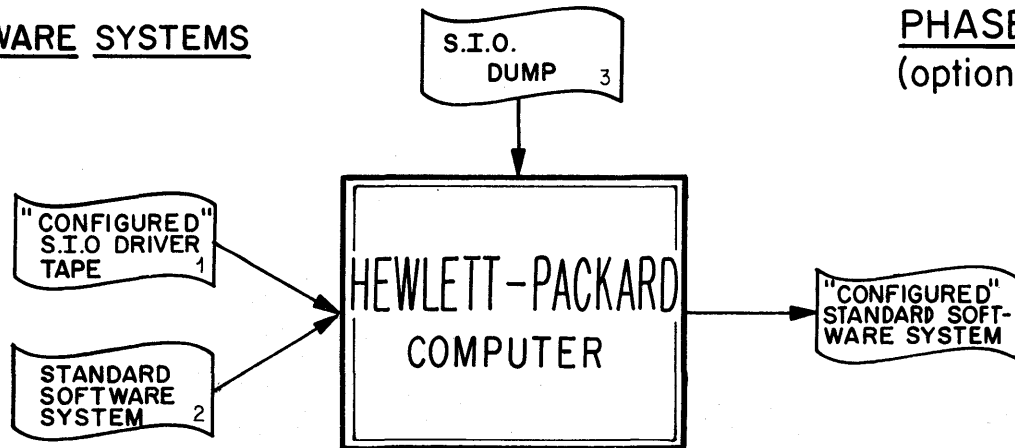 WARE SYSTEMS
PHASE
(option
S.I.O.
DUMP 3
"CONFIGURED"
S.I.O DRIVER
TAPE 1
STANDARD
SOFTWARE
SYSTEM 2
HEWLETT-PACKARD
COMPUTER
"CONFIGURED"
STANDARD SOFT-
WARE SYSTEM